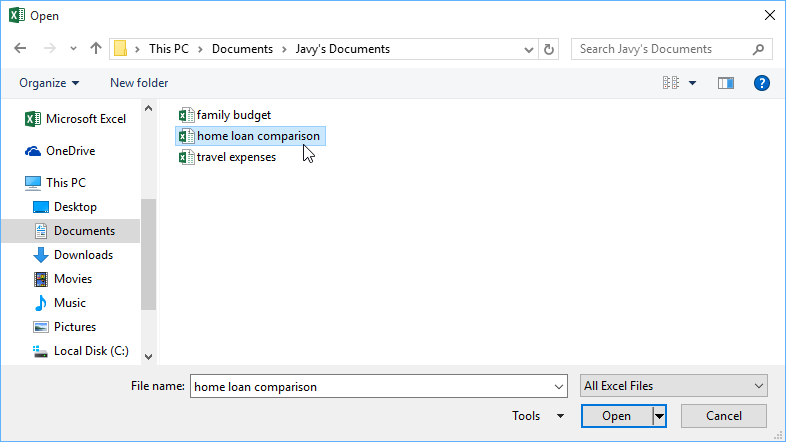 Open
This PC > Documents > Javy's Documents
Search Javy's Documents
Organize
New folder
?
Microsoft Excel
OneDrive
This PC
Desktop
Documents
Downloads
Movies
Music
Pictures
Local Disk (C:)
family budget
home loan comparison
travel expenses
File name: home loan comparison
All Excel Files
Tools
Open
Cancel